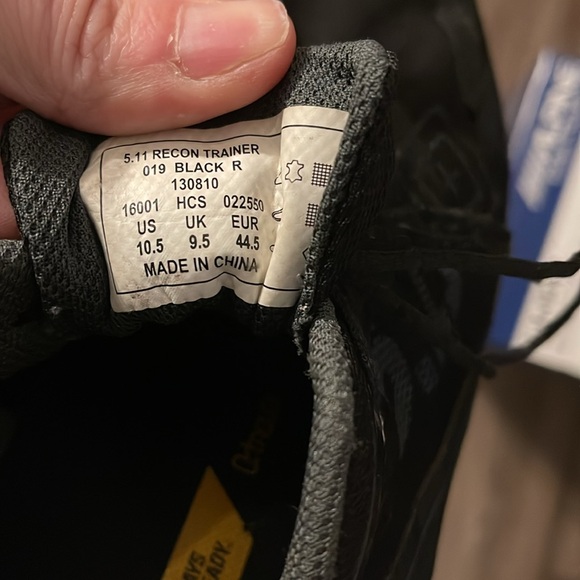 5.11 RECON TRAINER
019 BLACK R
130810
16001 HCS 022550
US UK EUR
10.5 9.5 44.5
MADE IN CHINA